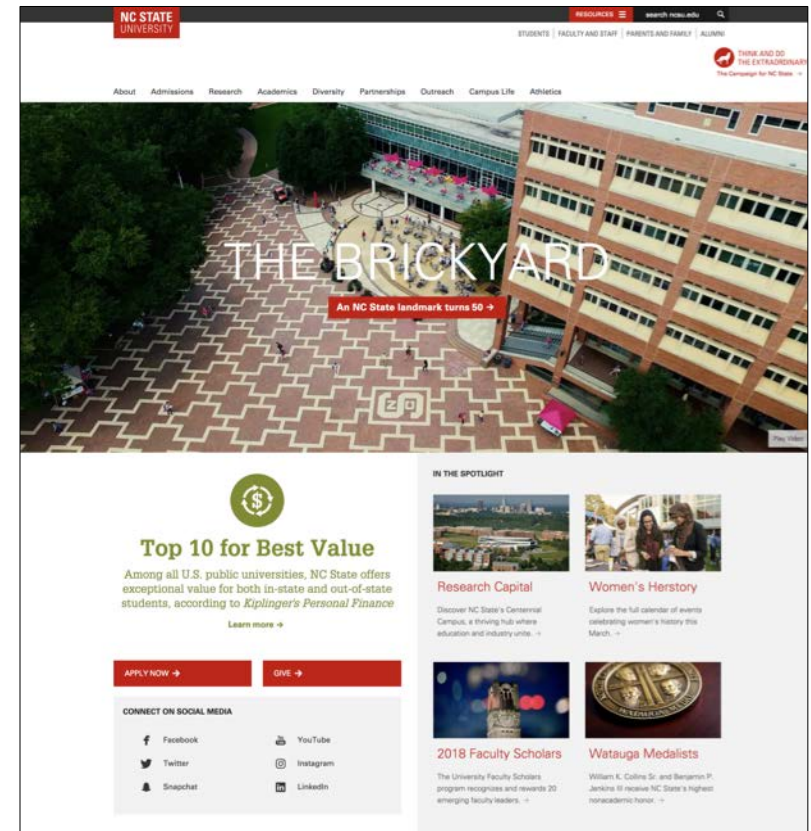 NC STATE
UNIVERSITY
RESOURCES
search ncsu.edu
STUDENTS
FACULTY AND STAFF
PARENTS AND FAMILY
ALUMNI
THINK AND DO
THE EXTRAORDINARY
The Campaign for NC State →
About
Admissions
Research
Academics
Diversity
Partnerships
Outreach
Campus Life
Athletics
THE BRICKYARD
An NC State landmark turns 50 →
Play Video
Top 10 for Best Value
Among all U.S. public universities, NC State offers
exceptional value for both in-state and out-of-state
students, according to Kiplinger's Personal Finance
Learn more →
APPLY NOW →
GIVE →
CONNECT ON SOCIAL MEDIA
Facebook
YouTube
Twitter
Instagram
Snapchat
LinkedIn
IN THE SPOTLIGHT
Research Capital
Discover NC State's Centennial
Campus, a thriving hub where
education and industry unite. →
Women's Herstory
Explore the full calendar of events
celebrating women's history this
March. →
2018 Faculty Scholars
The University Faculty Scholars
program recognizes and rewards 20
emerging faculty leaders. →
Watauga Medalists
William K. Collins Sr. and Benjamin P.
Jenkins III receive NC State's highest
nonacademic honor. →